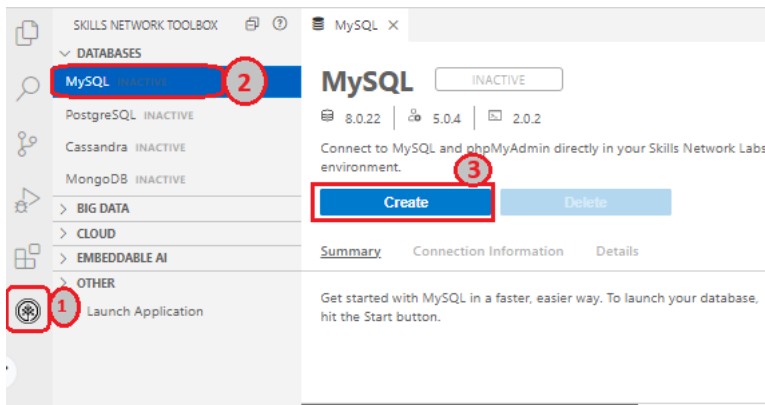 SKILLS NETWORK TOOLBOX
DATABASES
MySQL INACTIVE
2
PostgreSQL INACTIVE
Cassandra INACTIVE
MongoDB INACTIVE
BIG DATA
CLOUD
EMBEDDABLE AI
OTHER
1
Launch Application
MySQL
MySQL INACTIVE
8.0.22 5.0.4 2.0.2
Connect to MySQL and phpMyAdmin directly in your Skills Network Labs
environment.
3
Create Delete
Summary Connection Information Details
Get started with MySQL in a faster, easier way. To launch your database,
hit the Start button.